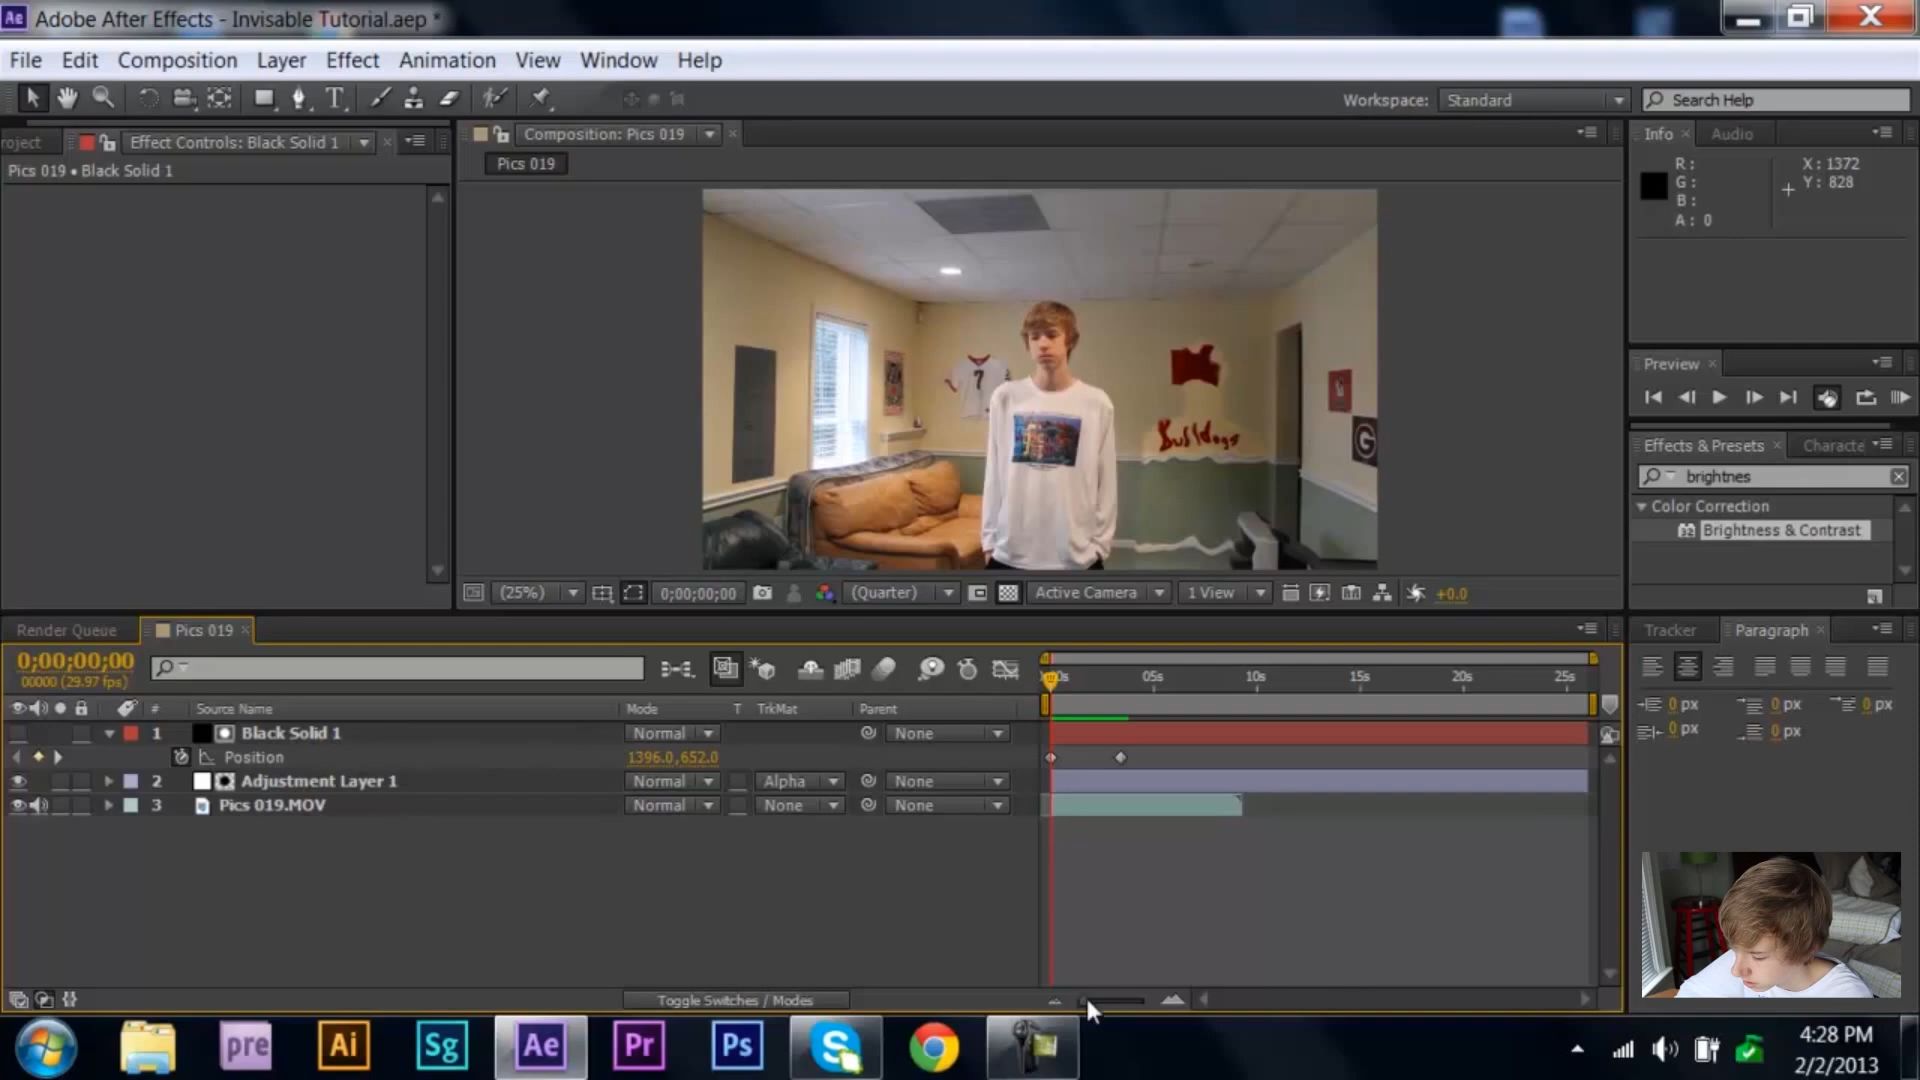 Ae Adobe After Effects - Invisable Tutorial.aep *
File Edit Composition Layer Effect Animation View Window Help
T Workspace: Standard Search Help
roject Effect Controls: Black Solid 1
Pics 019 • Black Solid 1
Composition: Pics 019
Pics 019
7
Bulldogs
G
(25%) 0;00;00;00 (Quarter) Active Camera 1 View +0.0
Info Audio
R:
G:
B:
A: 0
X: 1372
Y: 828
Preview
Effects & Presets Characte
brightnes
Color Correction
32 Brightness & Contrast
Render Queue Pics 019
0;00;00;00
00000 (29.97 fps)
0s 05s 10s 15s 20s 25s
# Source Name Mode T TrkMat Parent
1 Black Solid 1 Normal None
Position 1396.0,652.0
2 Adjustment Layer 1 Normal Alpha None
3 Pics 019.MOV Normal None None
Toggle Switches / Modes
Tracker Paragraph
0 px 0 px 0 px
0 px 0 px
pre Ai Sg Ae Pr Ps S
4:28 PM
2/2/2013